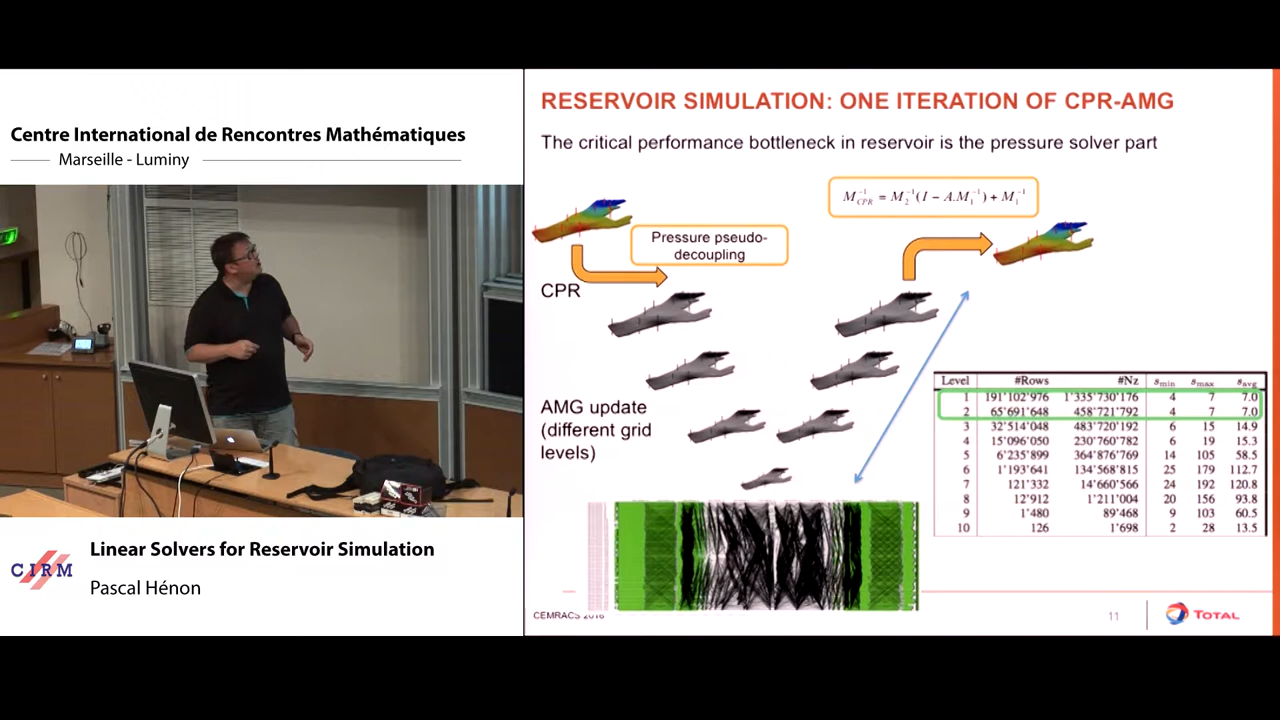 Centre International de Rencontres Mathématiques
Marseille - Luminy
CIRM
Linear Solvers for Reservoir Simulation
Pascal Hénon
RESERVOIR SIMULATION: ONE ITERATION OF CPR-AMG
The critical performance bottleneck in reservoir is the pressure solver part
M_CPR^-1 = M_2^-1(I − A.M_1^-1) + M_1^-1
Pressure pseudo-
decoupling
CPR
AMG update
(different grid
levels)
Level #Rows #Nz s_min s_max s_avg
1 191'102'976 1'335'730'176 4 7 7.0
2 65'691'648 458'721'792 4 7 7.0
3 32'514'048 483'720'192 6 15 14.9
4 15'096'050 230'760'782 6 19 15.3
5 6'235'899 364'876'769 14 105 58.5
6 1'193'641 134'568'815 25 179 112.7
7 121'332 14'660'566 24 192 120.8
8 12'912 1'211'004 20 156 93.8
9 1'480 89'468 9 103 60.5
10 126 1'698 2 28 13.5
CEMRACS 2016
11
TOTAL